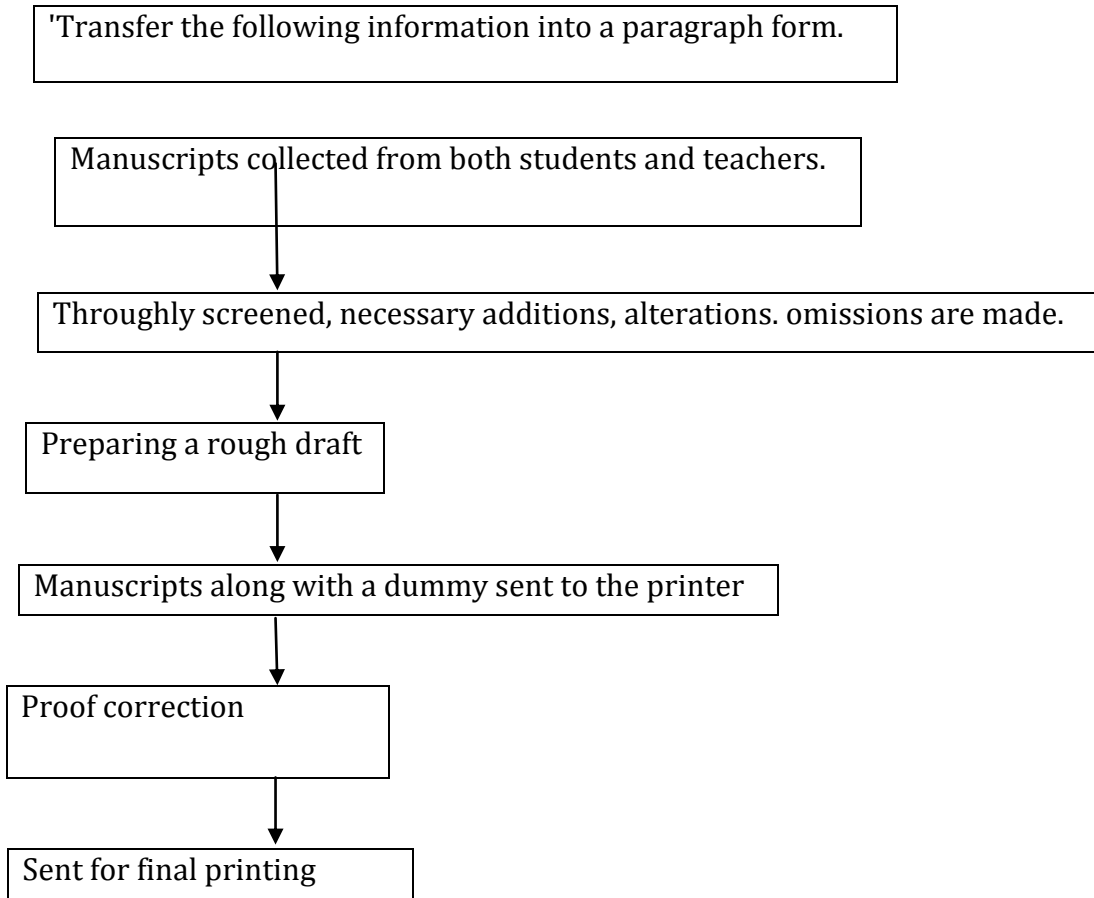 'Transfer the following information into a paragraph form.
Manuscripts collected from both students and teachers.
Throughly screened, necessary additions, alterations. omissions are made.
Preparing a rough draft
Manuscripts along with a dummy sent to the printer
Proof correction
Sent for final printing